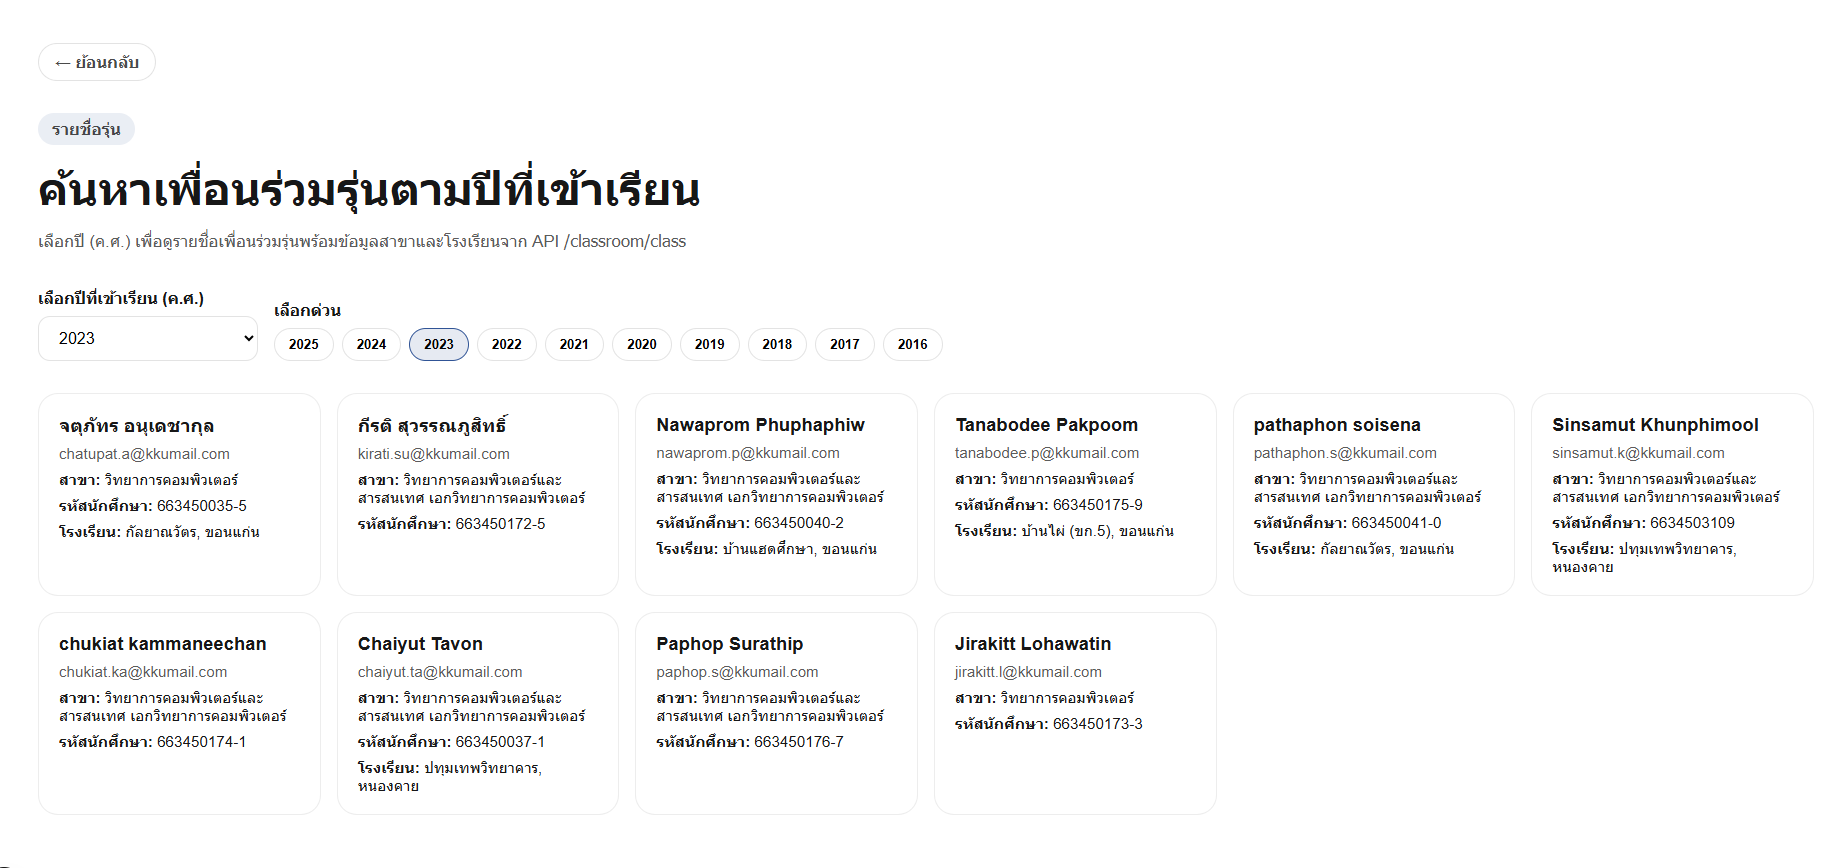 ← ย้อนกลับ
รายชื่อรุ่น
ค้นหาเพื่อนร่วมรุ่นตามปีที่เข้าเรียน
เลือกปี (ค.ศ.) เพื่อดูรายชื่อเพื่อนร่วมรุ่นพร้อมข้อมูลสาขาและโรงเรียนจาก API /classroom/class
เลือกปีที่เข้าเรียน (ค.ศ.)
2023
เลือกด่วน
2025 2024 2023 2022 2021 2020 2019 2018 2017 2016
จตุภัทร อนุเดชากุล
chatupat.a@kkumail.com
สาขา: วิทยาการคอมพิวเตอร์
รหัสนักศึกษา: 663450035-5
โรงเรียน: กัลยาณวัตร, ขอนแก่น
กีรติ สุวรรณภูสิทธิ์
kirati.su@kkumail.com
สาขา: วิทยาการคอมพิวเตอร์และ
สารสนเทศ เอกวิทยาการคอมพิวเตอร์
รหัสนักศึกษา: 663450172-5
Nawaprom Phuphaphiw
nawaprom.p@kkumail.com
สาขา: วิทยาการคอมพิวเตอร์และ
สารสนเทศ เอกวิทยาการคอมพิวเตอร์
รหัสนักศึกษา: 663450040-2
โรงเรียน: บ้านแฮดศึกษา, ขอนแก่น
Tanabodee Pakpoom
tanabodee.p@kkumail.com
สาขา: วิทยาการคอมพิวเตอร์
รหัสนักศึกษา: 663450175-9
โรงเรียน: บ้านไผ่ (ขก.5), ขอนแก่น
pathaphon soisena
pathaphon.s@kkumail.com
สาขา: วิทยาการคอมพิวเตอร์และ
สารสนเทศ เอกวิทยาการคอมพิวเตอร์
รหัสนักศึกษา: 663450041-0
โรงเรียน: กัลยาณวัตร, ขอนแก่น
Sinsamut Khunphimool
sinsamut.k@kkumail.com
สาขา: วิทยาการคอมพิวเตอร์และ
สารสนเทศ เอกวิทยาการคอมพิวเตอร์
รหัสนักศึกษา: 6634503109
โรงเรียน: ปทุมเทพวิทยาคาร,
หนองคาย
chukiat kammaneechan
chukiat.ka@kkumail.com
สาขา: วิทยาการคอมพิวเตอร์และ
สารสนเทศ เอกวิทยาการคอมพิวเตอร์
รหัสนักศึกษา: 663450174-1
Chaiyut Tavon
chaiyut.ta@kkumail.com
สาขา: วิทยาการคอมพิวเตอร์และ
สารสนเทศ เอกวิทยาการคอมพิวเตอร์
รหัสนักศึกษา: 663450037-1
โรงเรียน: ปทุมเทพวิทยาคาร,
หนองคาย
Paphop Surathip
paphop.s@kkumail.com
สาขา: วิทยาการคอมพิวเตอร์และ
สารสนเทศ เอกวิทยาการคอมพิวเตอร์
รหัสนักศึกษา: 663450176-7
Jirakitt Lohawatin
jirakitt.l@kkumail.com
สาขา: วิทยาการคอมพิวเตอร์
รหัสนักศึกษา: 663450173-3